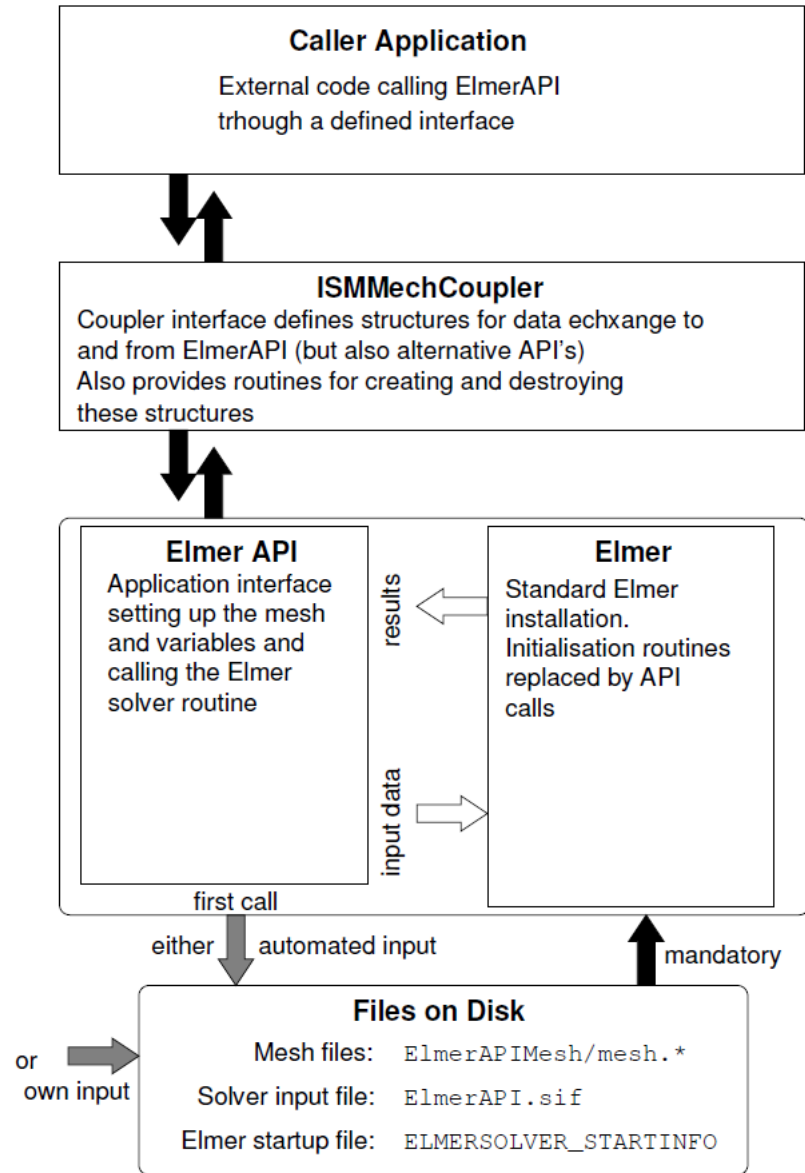 Caller Application
External code calling ElmerAPI
trhough a defined interface
ISMMechCoupler
Coupler interface defines structures for data echxange to
and from ElmerAPI (but also alternative API's)
Also provides routines for creating and destroying
these structures
Elmer API
Application interface
setting up the mesh
and variables and
calling the Elmer
solver routine
results
input data
Elmer
Standard Elmer
installation.
Initialisation routines
replaced by API
calls
first call
either
automated input
mandatory
Files on Disk
Mesh files: ElmerAPIMesh/mesh.*
or
own input
Solver input file: ElmerAPI.sif
Elmer startup file: ELMERSOLVER_STARTINFO